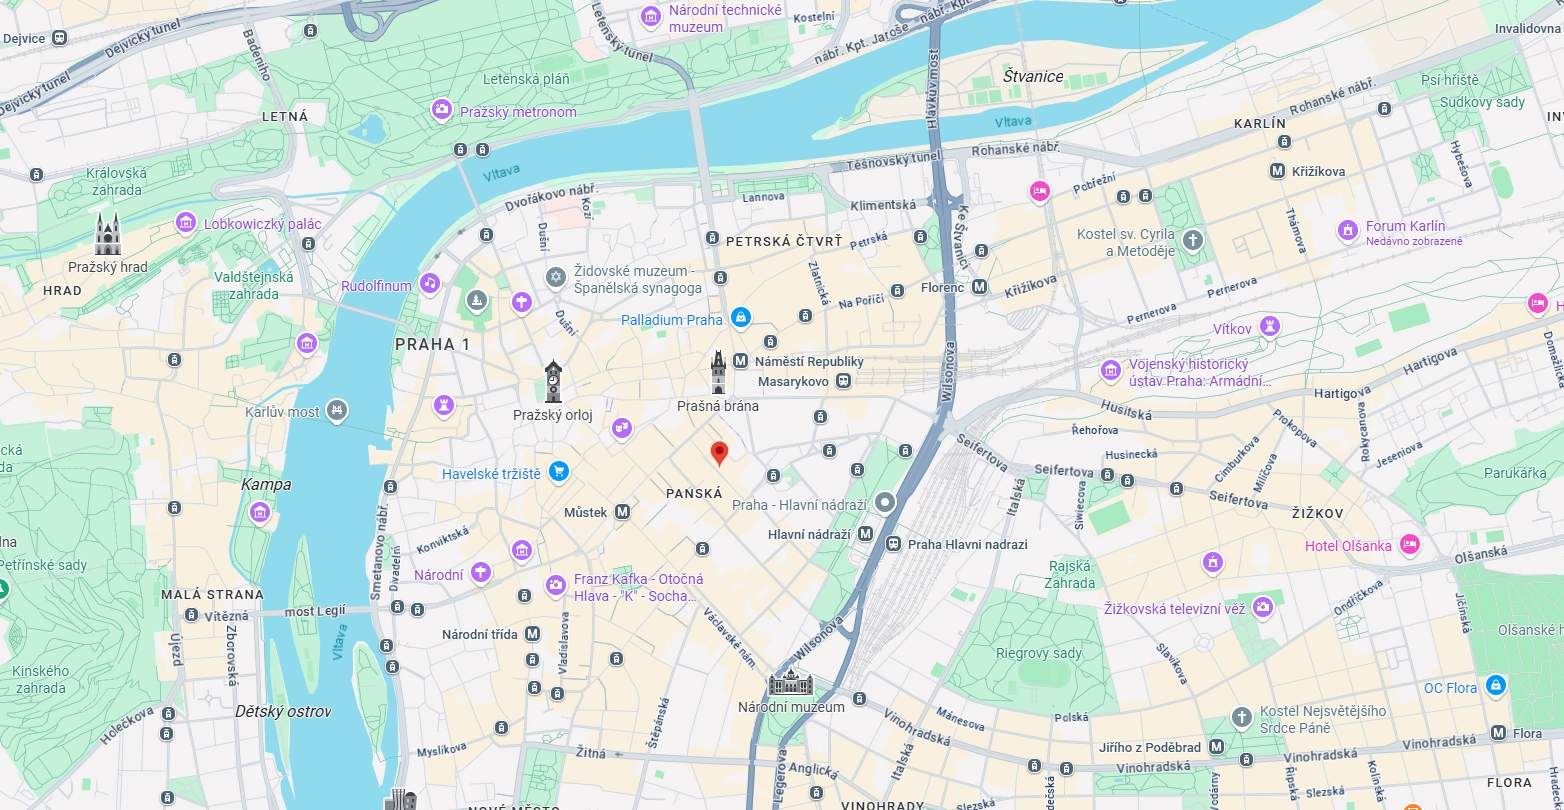 Národní technické
muzeum
Kostelní
nábř. Kpt. Jaroše
nábř. Kpt.
Dejvice
Dejvický tunel
Dejvický tunel
Badeniho
Letenský tunel
Letenská pláň
Invalidovna
Psí hřiště
Sudkovy sady
Štvanice
Hlávkův most
Rohanské nábř.
LETNÁ
Pražský metronom
Vltava
KARLÍN
Těšnovský tunel
Rohanské nábř.
Hybešova
Královská
zahrada
Vltava
Křižíkova
Pobřežní
Dvořákovo nábř.
Kozí
Lannova
Klimentská
Lobkowiczký palác
Dušní
PETRSKÁ ČTVRŤ
Petrská
Ke Štvanici
Kostel sv. Cyrila
a Metoděje
Thámova
Forum Karlín
Nedávno zobrazené
Pražský hrad
Valdštejnská
zahrada
HRAD
Rudolfinum
Židovské muzeum -
Španělská synagoga
Zlatnická
Na Poříčí
Florenc
Křižíkova
Pernerova
Pernerova
Dušní
Palladium Praha
Vítkov
PRAHA 1
Náměstí Republiky
Masarykovo
Wilsonova
Vojenský historický
ústav Praha: Armádní...
Hartigova
Hartigova
Domažlická
Pražský orloj
Prašná brána
Karlův most
Husitská
Řehořova
Prokopova
Rokycanova
Husinecká
Cimburkova
Milíčova
Jeseniova
Seifertova
Seifertova
Seifertova
Havelské tržiště
Kampa
PANSKÁ
Praha - Hlavní nádraží
Italská
Siwiecova
Parukářka
Můstek
Hlavní nádraží
Praha Hlavni nadrazi
ŽIŽKOV
Smetanovo nábř.
Konviktská
Divadelní
Hotel Olšanka
Olšanská
Petřínské sady
Národní
Franz Kafka - Otočná
Hlava - "K" - Socha...
Rajská
Zahrada
MALÁ STRANA
Vítězná
most Legií
Žižkovská televizní věž
Ondříčkova
Jičínská
Olšanské h
Újezd
Zborovská
Vltava
Národní třída
Vladislavova
Václavské nám.
Wilsonova
Riegrovy sady
Slavíkova
Kinského
zahrada
OC Flora
Dětský ostrov
Holečkova
Národní muzeum
Štěpánská
Mánesova
Polská
Kostel Nejsvětějšího
Srdce Páně
Vinohradská
Myslíkova
Žitná
Italská
Jiřího z Poděbrad
Vinohradská
Vinohradská
Flora
Anglická
Legerova
Řipská
Kolínská
FLORA
Slezská
Slezská
NOVÉ MĚSTO
VINOHRADY